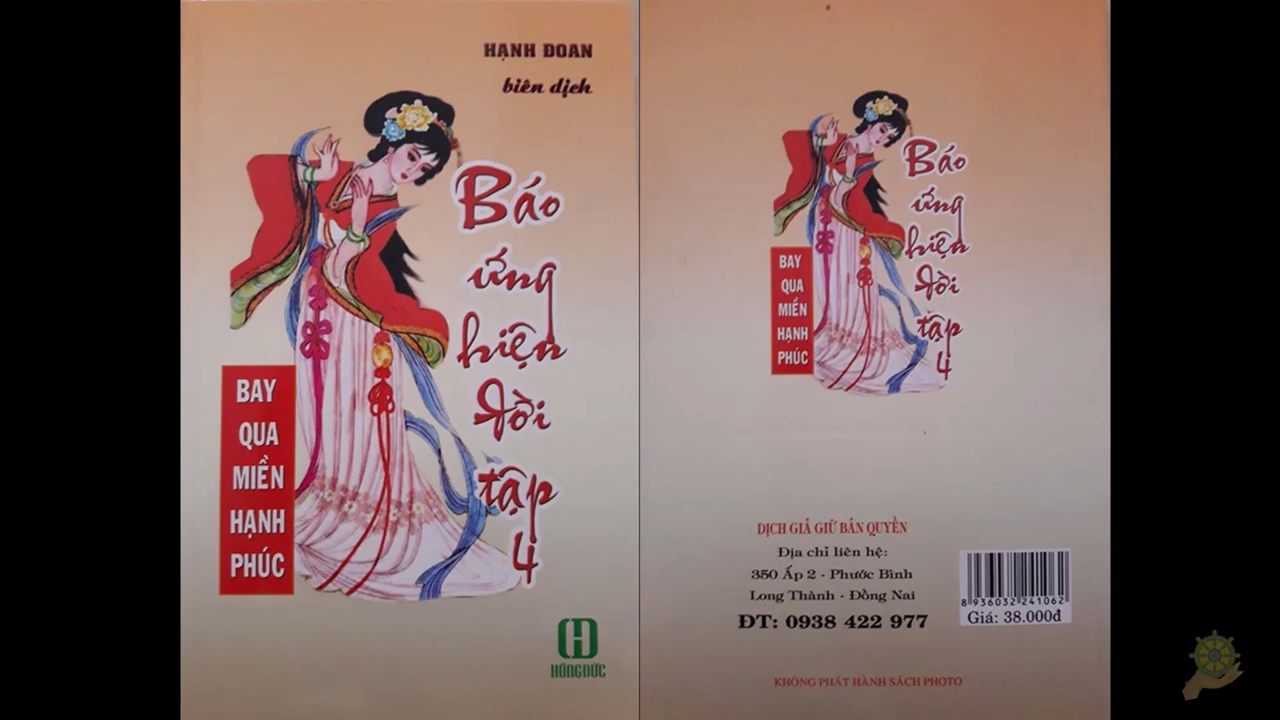 HẠNH ĐOAN
biên dịch
Báo
ứng
hiện
đời
tập
4
BAY
QUA
MIỀN
HẠNH
PHÚC
HỒNG ĐỨC
Báo
ứng
hiện
đời
tập
4
BAY
QUA
MIỀN
HẠNH
PHÚC
DỊCH GIẢ GIỮ BẢN QUYỀN
Địa chỉ liên hệ:
350 Ấp 2 - Phước Bình
Long Thành - Đồng Nai
ĐT: 0938 422 977
8 936032 241062
Giá: 38.000đ
KHÔNG PHÁT HÀNH SÁCH PHOTO